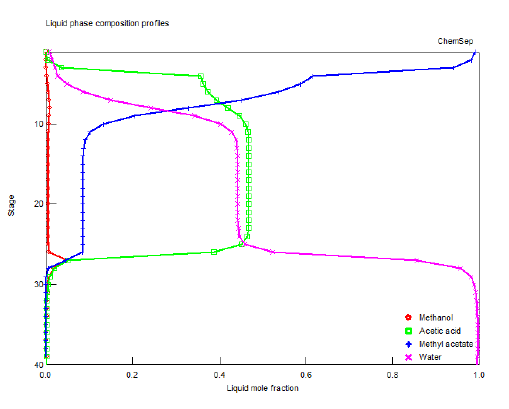 Liquid phase composition profiles
ChemSep
10
20
30
40
Stage
0.0 0.2 0.4 0.6 0.8 1.0
Liquid mole fraction
Methanol
Acetic acid
Methyl acetate
Water